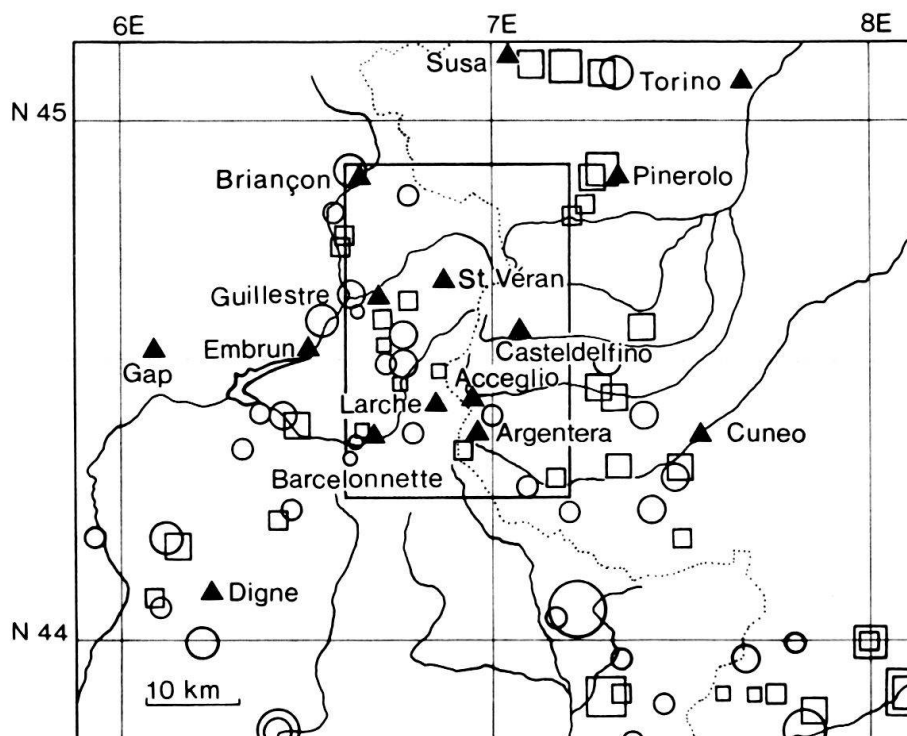 6E
7E
8E
Susa
Torino
N 45
Briançon
Pinerolo
St. Véran
Guillestre
Embrun
Casteldelfino
Gap
Acceglio
Larche
Argentera
Cuneo
Barcelonnette
Digne
N 44
10 km